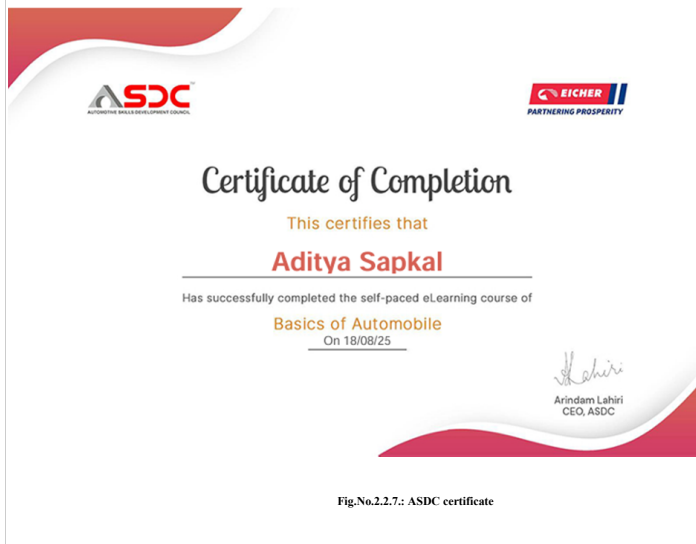 ASDC
AUTOMOTIVE SKILLS DEVELOPMENT COUNCIL
EICHER
PARTNERING PROSPERITY
Certificate of Completion
This certifies that
Aditya Sapkal
Has successfully completed the self-paced eLearning course of
Basics of Automobile
On 18/08/25
ALahiri
Arindam Lahiri
CEO, ASDC
Fig.No.2.2.7.: ASDC certificate